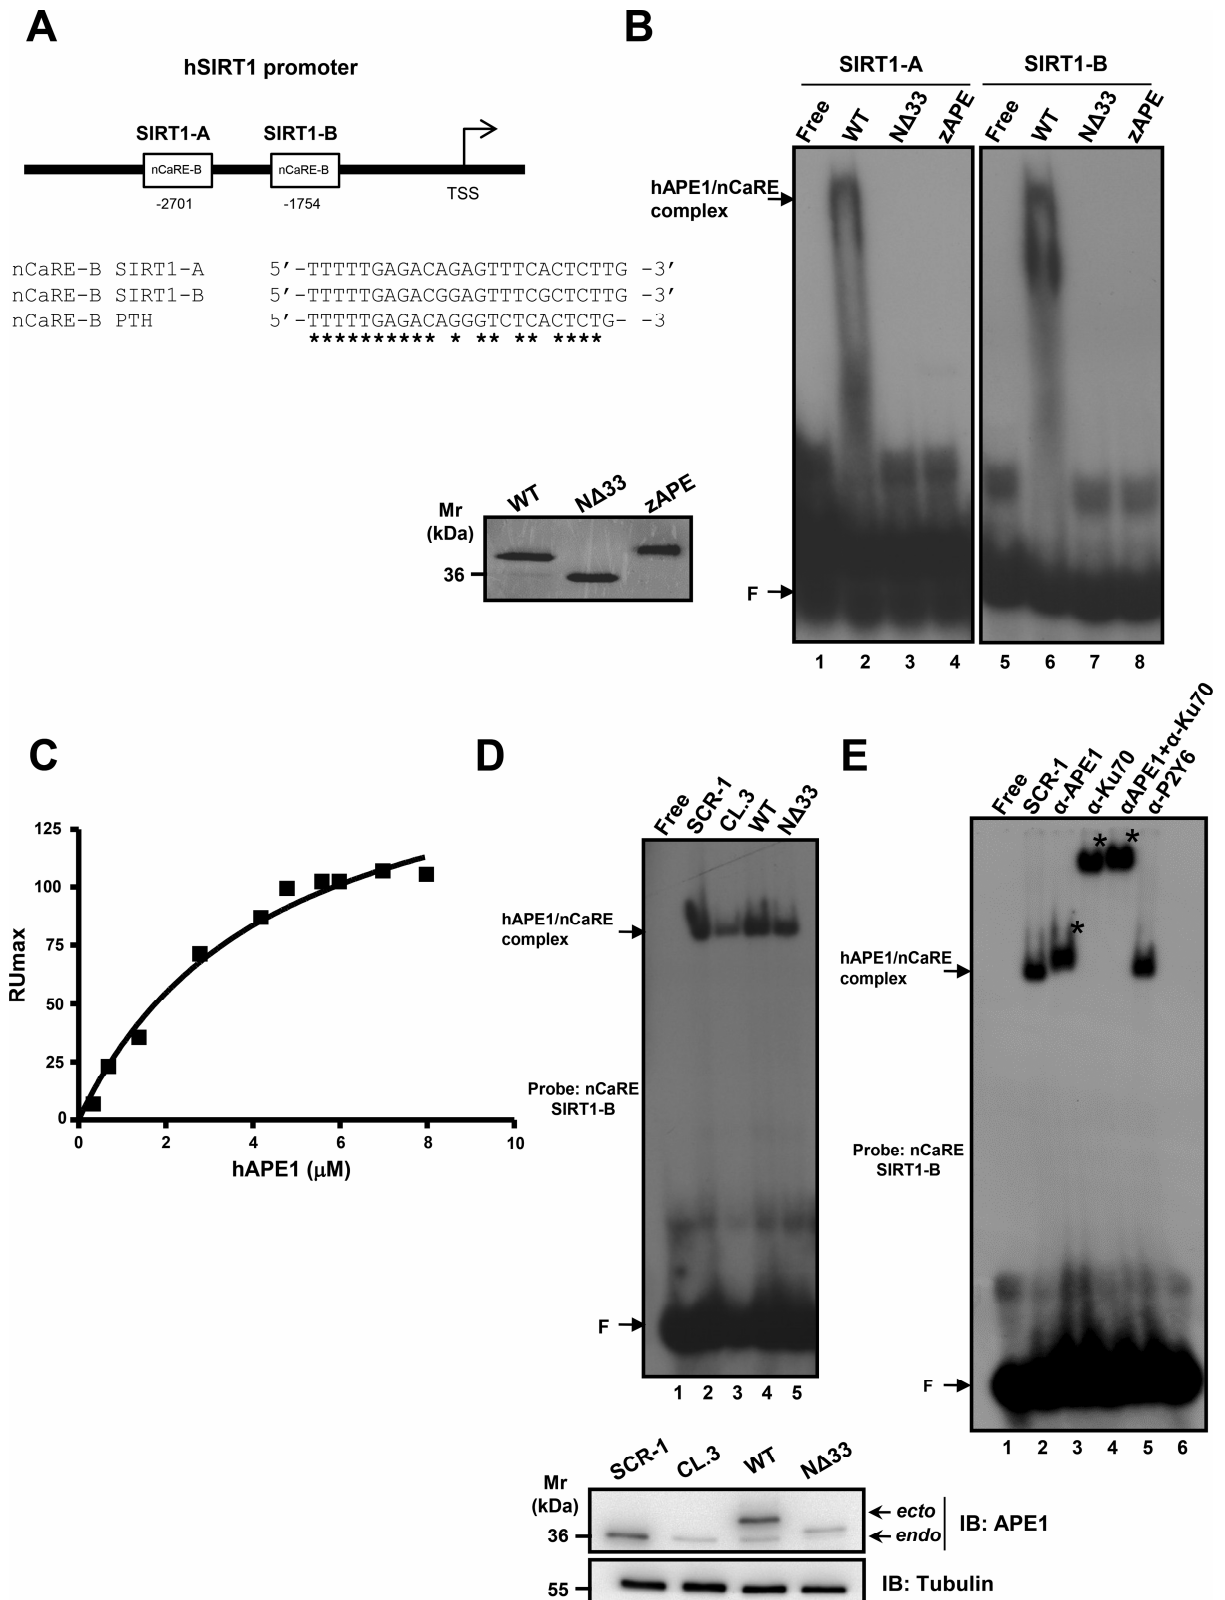 A
hSIRT1 promoter
SIRT1-A SIRT1-B
nCaRE-B nCaRE-B
-2701 -1754 TSS
nCaRE-B SIRT1-A 5’-TTTTTGAGACAGAGTTTCACTCTTG -3’
nCaRE-B SIRT1-B 5’-TTTTTGAGACGGAGTTTCGCTCTTG -3’
nCaRE-B PTH 5’-TTTTTGAGACAGGGTCTCACTCTG- -3
********** * ** ** ****
Mr
(kDa)
WT NΔ33 zAPE
36
B
SIRT1-A SIRT1-B
Free WT NΔ33 zAPE Free WT NΔ33 zAPE
hAPE1/nCaRE
complex
F
1 2 3 4 5 6 7 8
C
RUmax
125
100
75
50
25
0
0 2 4 6 8 10
hAPE1 (μM)
D
Free SCR-1 CL.3 WT NΔ33
hAPE1/nCaRE
complex
Probe: nCaRE
SIRT1-B
F
1 2 3 4 5
SCR-1 CL.3 WT NΔ33
Mr
(kDa)
36
ecto
endo
IB: APE1
55
IB: Tubulin
E
Free SCR-1 α-APE1 α-Ku70 αAPE1+α-Ku70 α-P2Y6
* *
*
hAPE1/nCaRE
complex
Probe: nCaRE
SIRT1-B
F
1 2 3 4 5 6